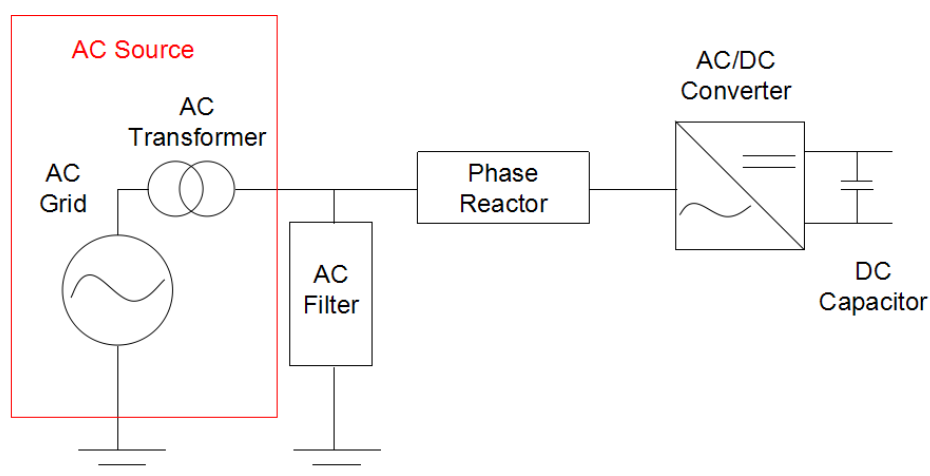 AC Source
AC
Transformer
AC
Grid
AC
Filter
Phase
Reactor
AC/DC
Converter
DC
Capacitor